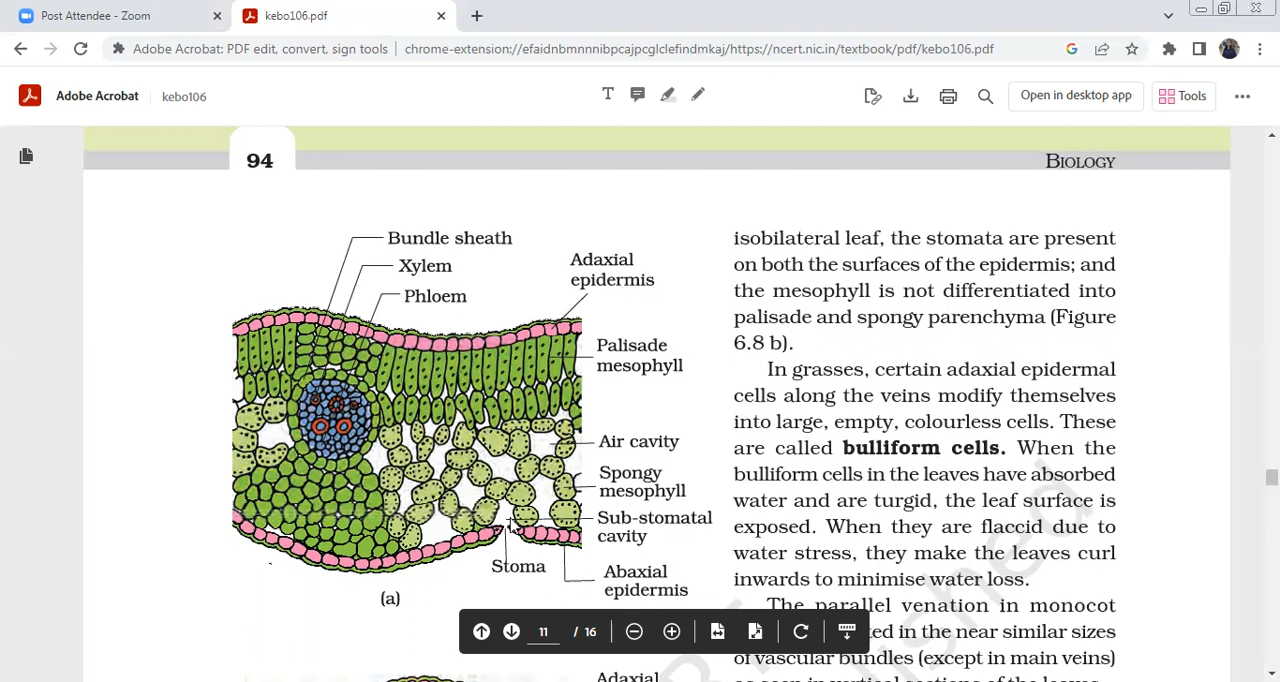 Post Attendee - Zoom
kebo106.pdf
Adobe Acrobat: PDF edit, convert, sign tools
chrome-extension://efaidnbmnnnibpcajpcglclefindmkaj/https://ncert.nic.in/textbook/pdf/kebo106.pdf
Adobe Acrobat
kebo106
Open in desktop app
Tools
94
BIOLOGY
Bundle sheath
Xylem
Phloem
Adaxial
epidermis
Palisade
mesophyll
Air cavity
Spongy
mesophyll
Sub-stomatal
cavity
Stoma
Abaxial
epidermis
(a)
Adaxial
isobilateral leaf, the stomata are present
on both the surfaces of the epidermis; and
the mesophyll is not differentiated into
palisade and spongy parenchyma (Figure
6.8 b).
In grasses, certain adaxial epidermal
cells along the veins modify themselves
into large, empty, colourless cells. These
are called bulliform cells. When the
bulliform cells in the leaves have absorbed
water and are turgid, the leaf surface is
exposed. When they are flaccid due to
water stress, they make the leaves curl
inwards to minimise water loss.
The parallel venation in monocot
in the near similar sizes
of vascular bundles (except in main veins)
11 / 16